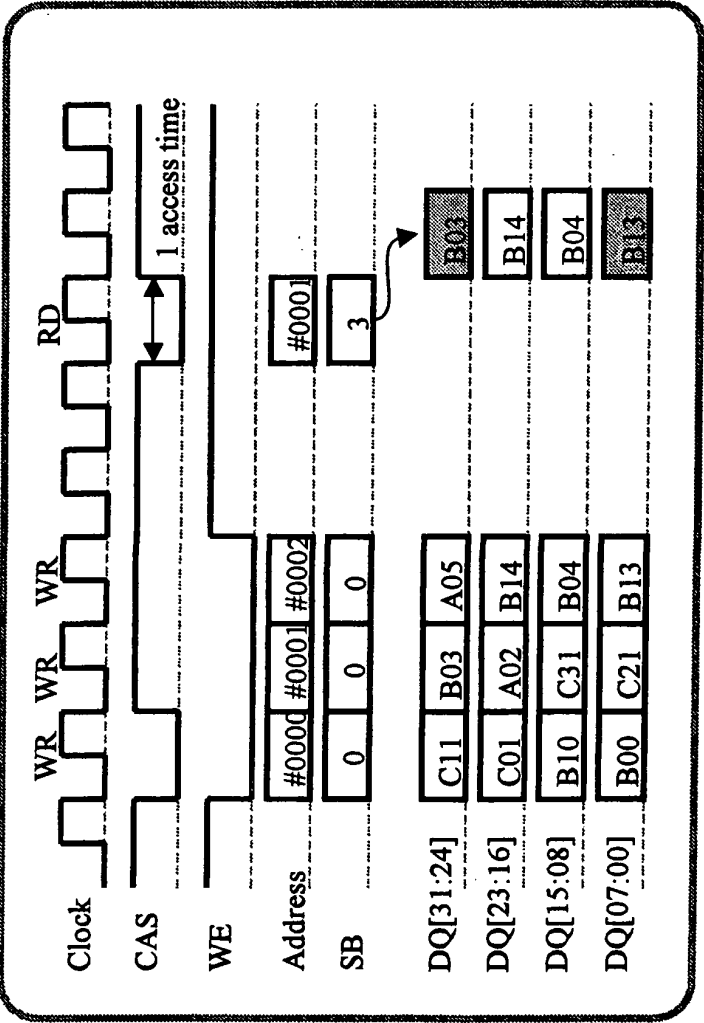 WR WR WR RD
Clock
CAS 1 access time
WE
Address #0000 #0001 #0002 #0001
SB 0 0 0 3
DQ[31:24] C11 B03 A05 B03
DQ[23:16] C01 A02 B14 B14
DQ[15:08] B10 C31 B04 B04
DQ[07:00] B00 C21 B13 B13